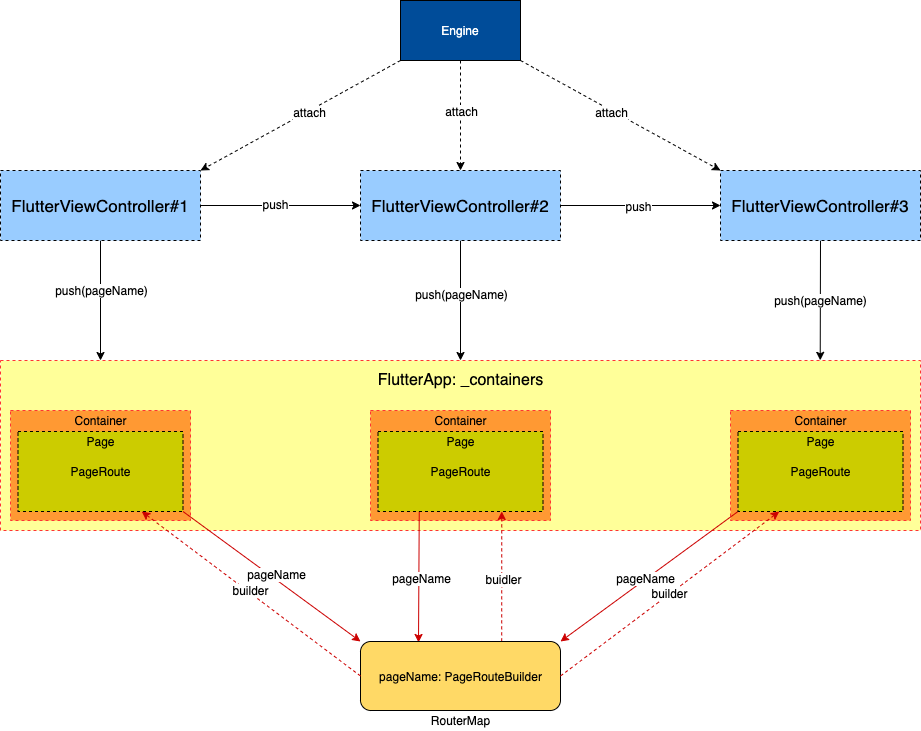 Engine
attach
attach
attach
FlutterViewController#1
push
FlutterViewController#2
push
FlutterViewController#3
push(pageName)
push(pageName)
push(pageName)
FlutterApp: _containers
Container
Page
PageRoute
Container
Page
PageRoute
Container
Page
PageRoute
pageName
builder
pageName
buidler
pageName
builder
pageName: PageRouteBuilder
RouterMap